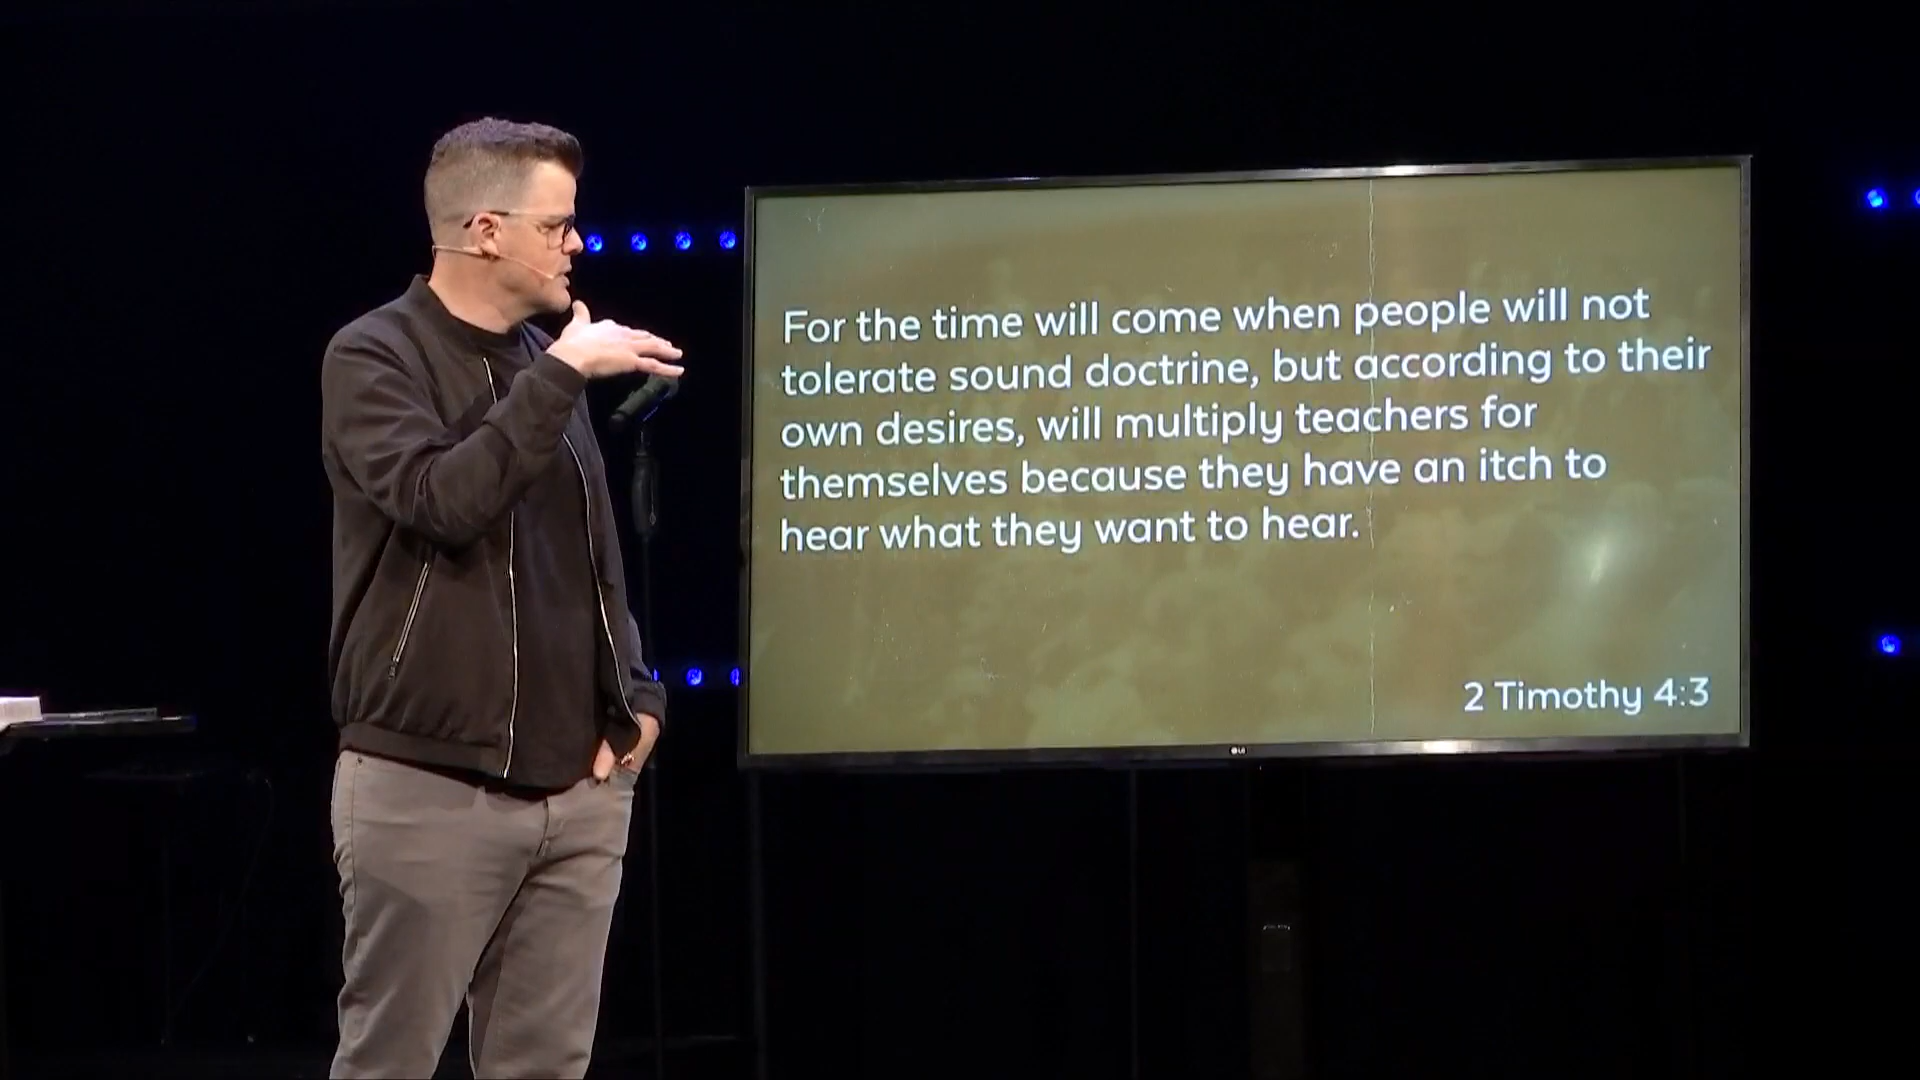 For the time will come when people will not
tolerate sound doctrine, but according to their
own desires, will multiply teachers for
themselves because they have an itch to
hear what they want to hear.
2 Timothy 4:3
LG